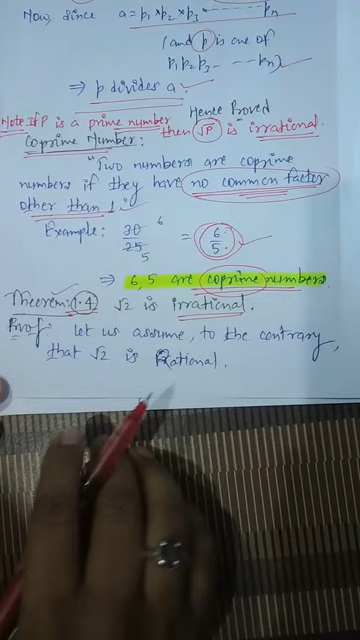 Now, since a = p₁ * p₂ * p₃ * ------- pₙ
(and p is one of
p₁ p₂ p₃ - - - pₙ)
⇒ p divides a.
Hence Proved
Note: If P is a prime number then √P is irrational.
Coprime Number:
"Two numbers are coprime
numbers if they have no common factor
other than 1.
Example: 30/25 6 5 = 6/5.
⇒ 6, 5 are coprime numbers.
Theorem: 1.4 √2 is irrational.
Proof Let us assume, to the contrary,
that √2 is Rational.